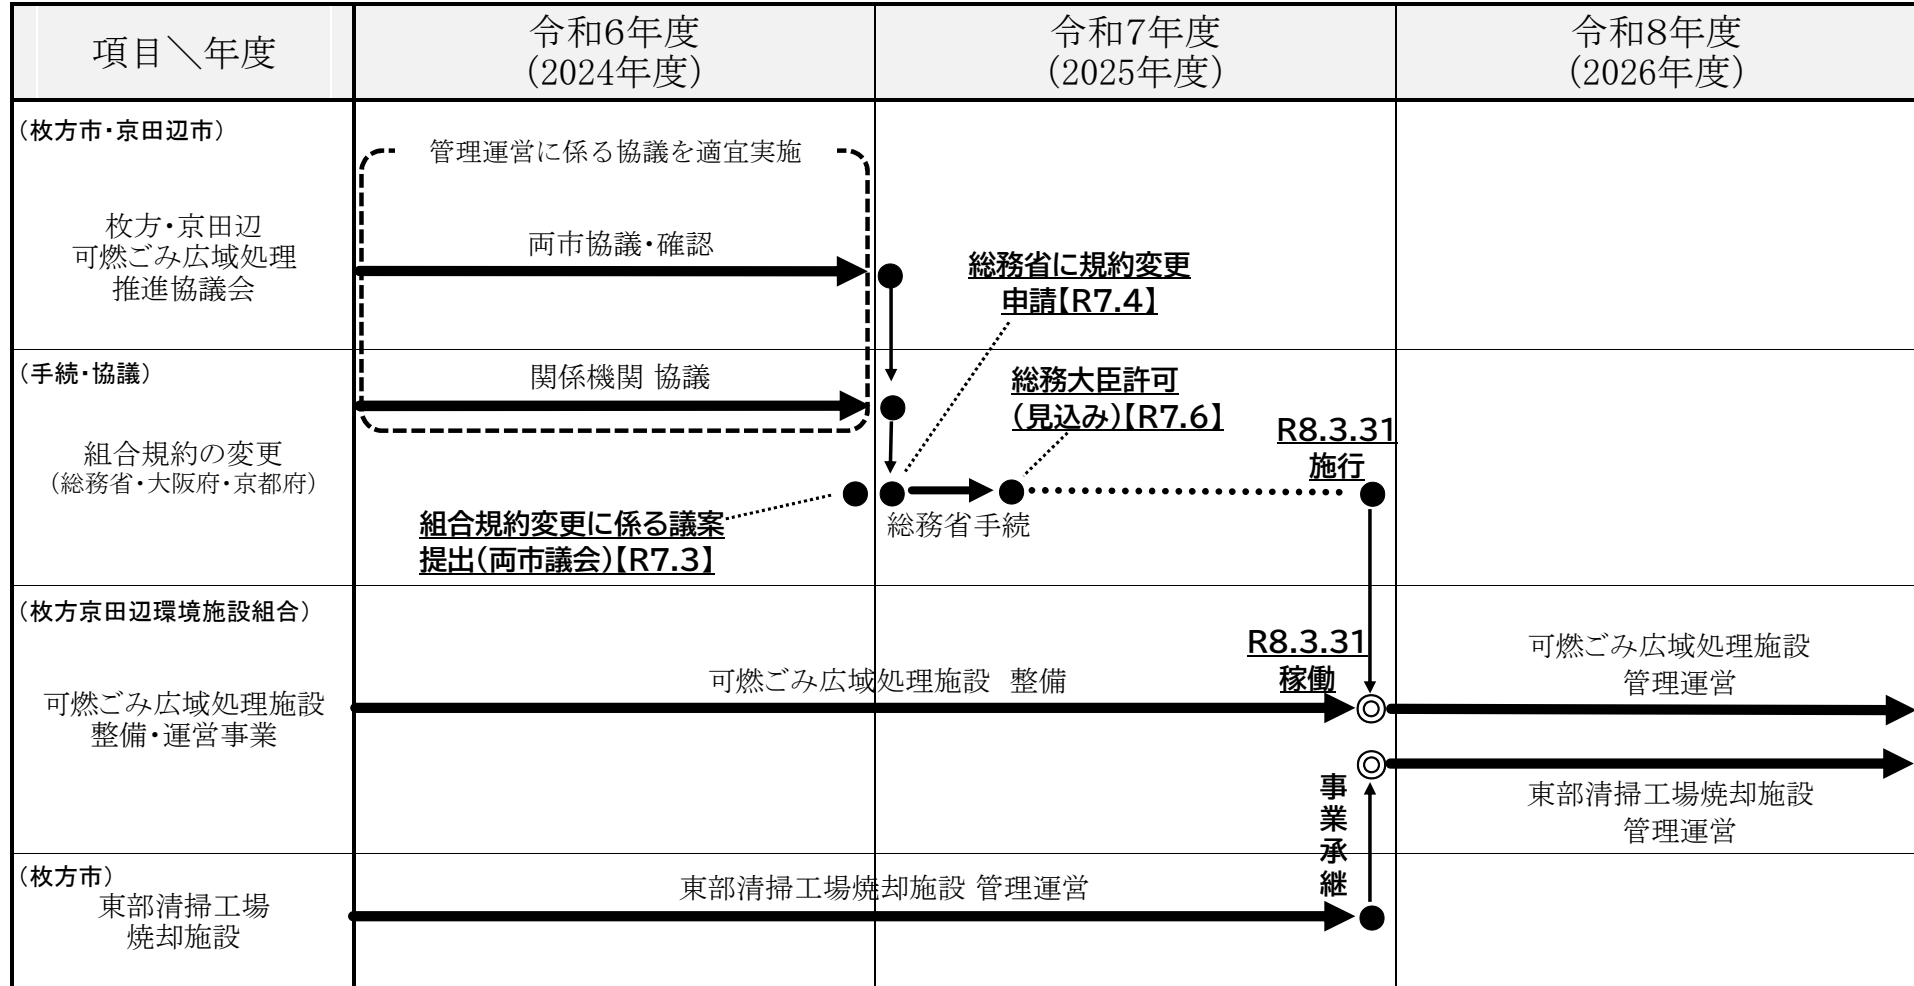 項目＼年度
令和6年度
（2024年度）
令和7年度
（2025年度）
令和8年度
（2026年度）
（枚方市・京田辺市）
枚方・京田辺
可燃ごみ広域処理
推進協議会
管理運営に係る協議を適宜実施
両市協議・確認
総務省に規約変更
申請【R7.4】
（手続・協議）
組合規約の変更
（総務省・大阪府・京都府）
関係機関 協議
総務大臣許可
（見込み）【R7.6】
R8.3.31
施行
組合規約変更に係る議案
提出（両市議会）【R7.3】
総務省手続
（枚方京田辺環境施設組合）
可燃ごみ広域処理施設
整備・運営事業
可燃ごみ広域処理施設　整備
R8.3.31
稼働
可燃ごみ広域処理施設
管理運営
東部清掃工場焼却施設
管理運営
事業承継
（枚方市）
東部清掃工場
焼却施設
東部清掃工場焼却施設 管理運営